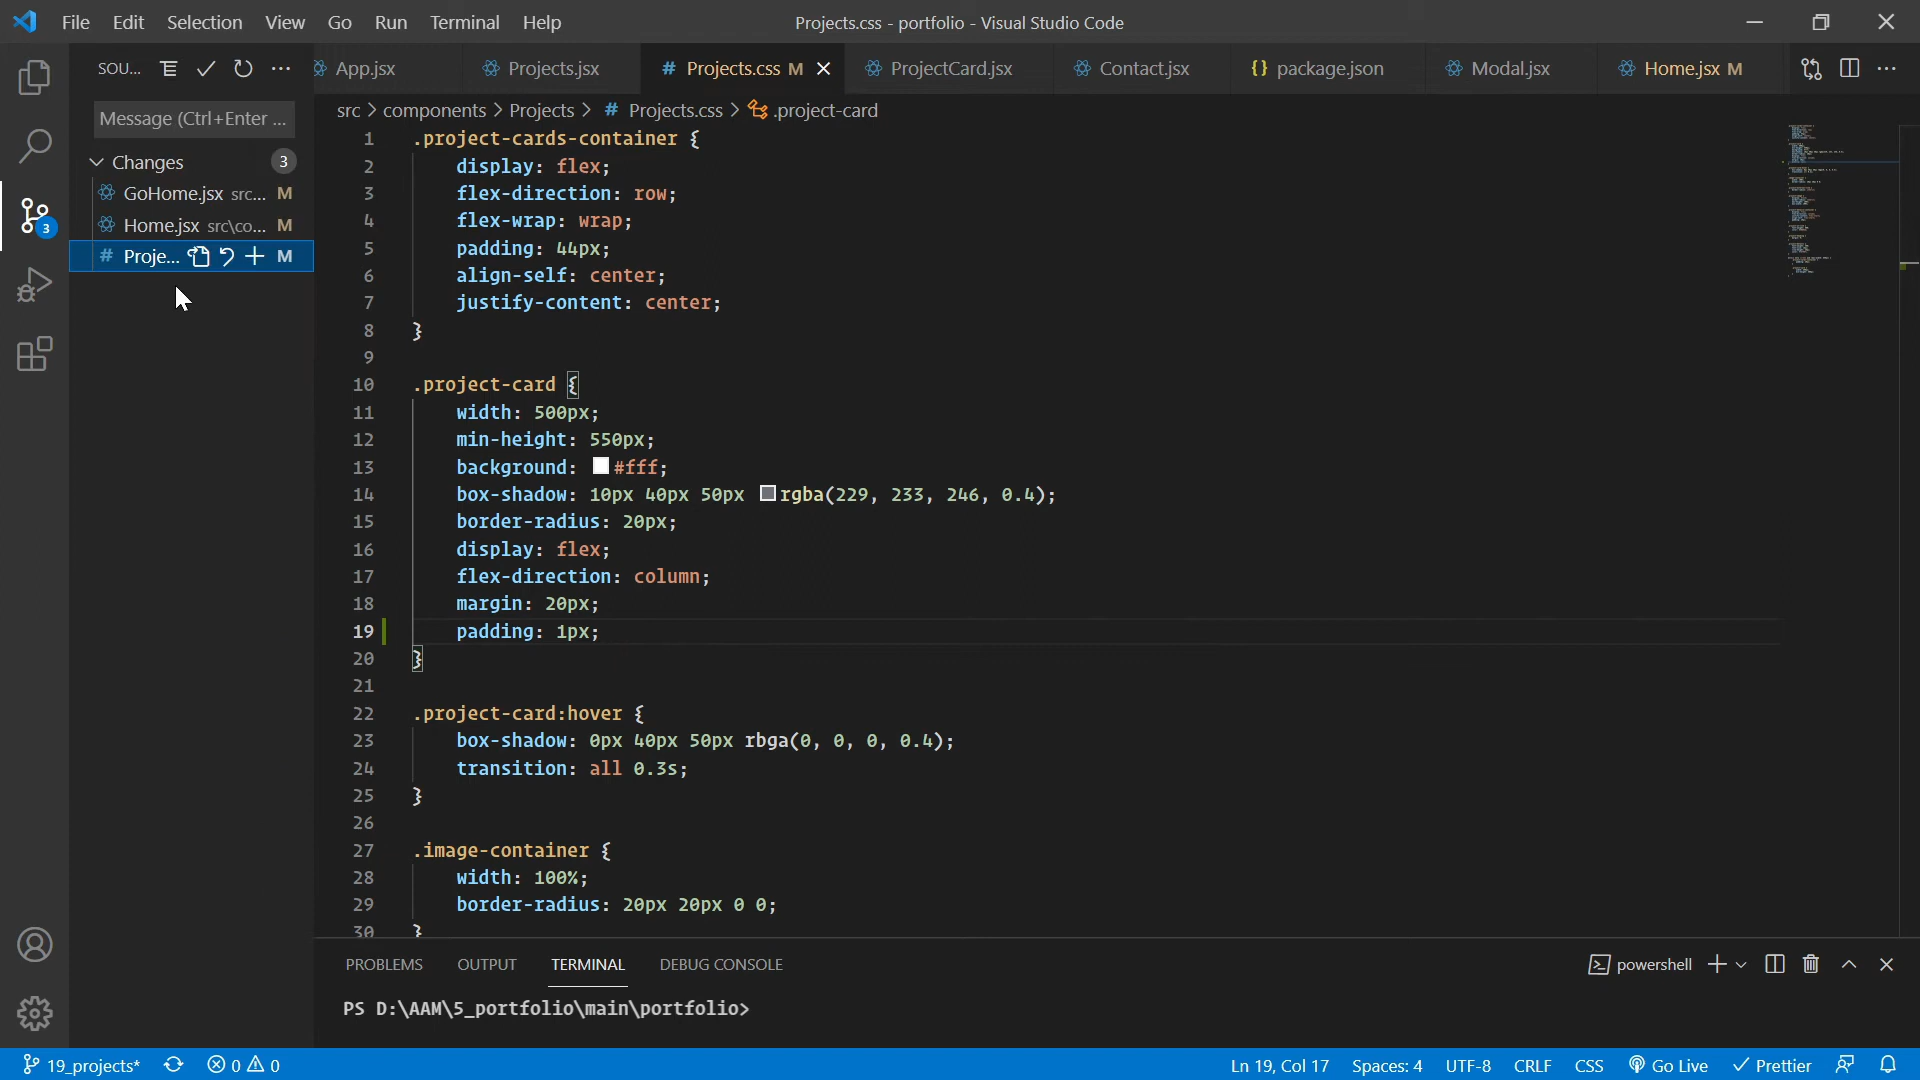 File Edit Selection View Go Run Terminal Help Projects.css - portfolio - Visual Studio Code
SOU... App.jsx Projects.jsx # Projects.css M ProjectCard.jsx Contact.jsx {} package.json Modal.jsx Home.jsx M
src > components > Projects > # Projects.css > .project-card
Message (Ctrl+Enter ...
Changes 3
GoHome.jsx src... M
Home.jsx src\co... M
# Proje... M
3
1 .project-cards-container {
2 display: flex;
3 flex-direction: row;
4 flex-wrap: wrap;
5 padding: 44px;
6 align-self: center;
7 justify-content: center;
8 }
9
10 .project-card {
11 width: 500px;
12 min-height: 550px;
13 background: #fff;
14 box-shadow: 10px 40px 50px rgba(229, 233, 246, 0.4);
15 border-radius: 20px;
16 display: flex;
17 flex-direction: column;
18 margin: 20px;
19 padding: 1px;
20 }
21
22 .project-card:hover {
23 box-shadow: 0px 40px 50px rbga(0, 0, 0, 0.4);
24 transition: all 0.3s;
25 }
26
27 .image-container {
28 width: 100%;
29 border-radius: 20px 20px 0 0;
30 }
PROBLEMS OUTPUT TERMINAL DEBUG CONSOLE powershell
PS D:\AAM\5_portfolio\main\portfolio>
19_projects* 0 0 Ln 19, Col 17 Spaces: 4 UTF-8 CRLF CSS Go Live Prettier